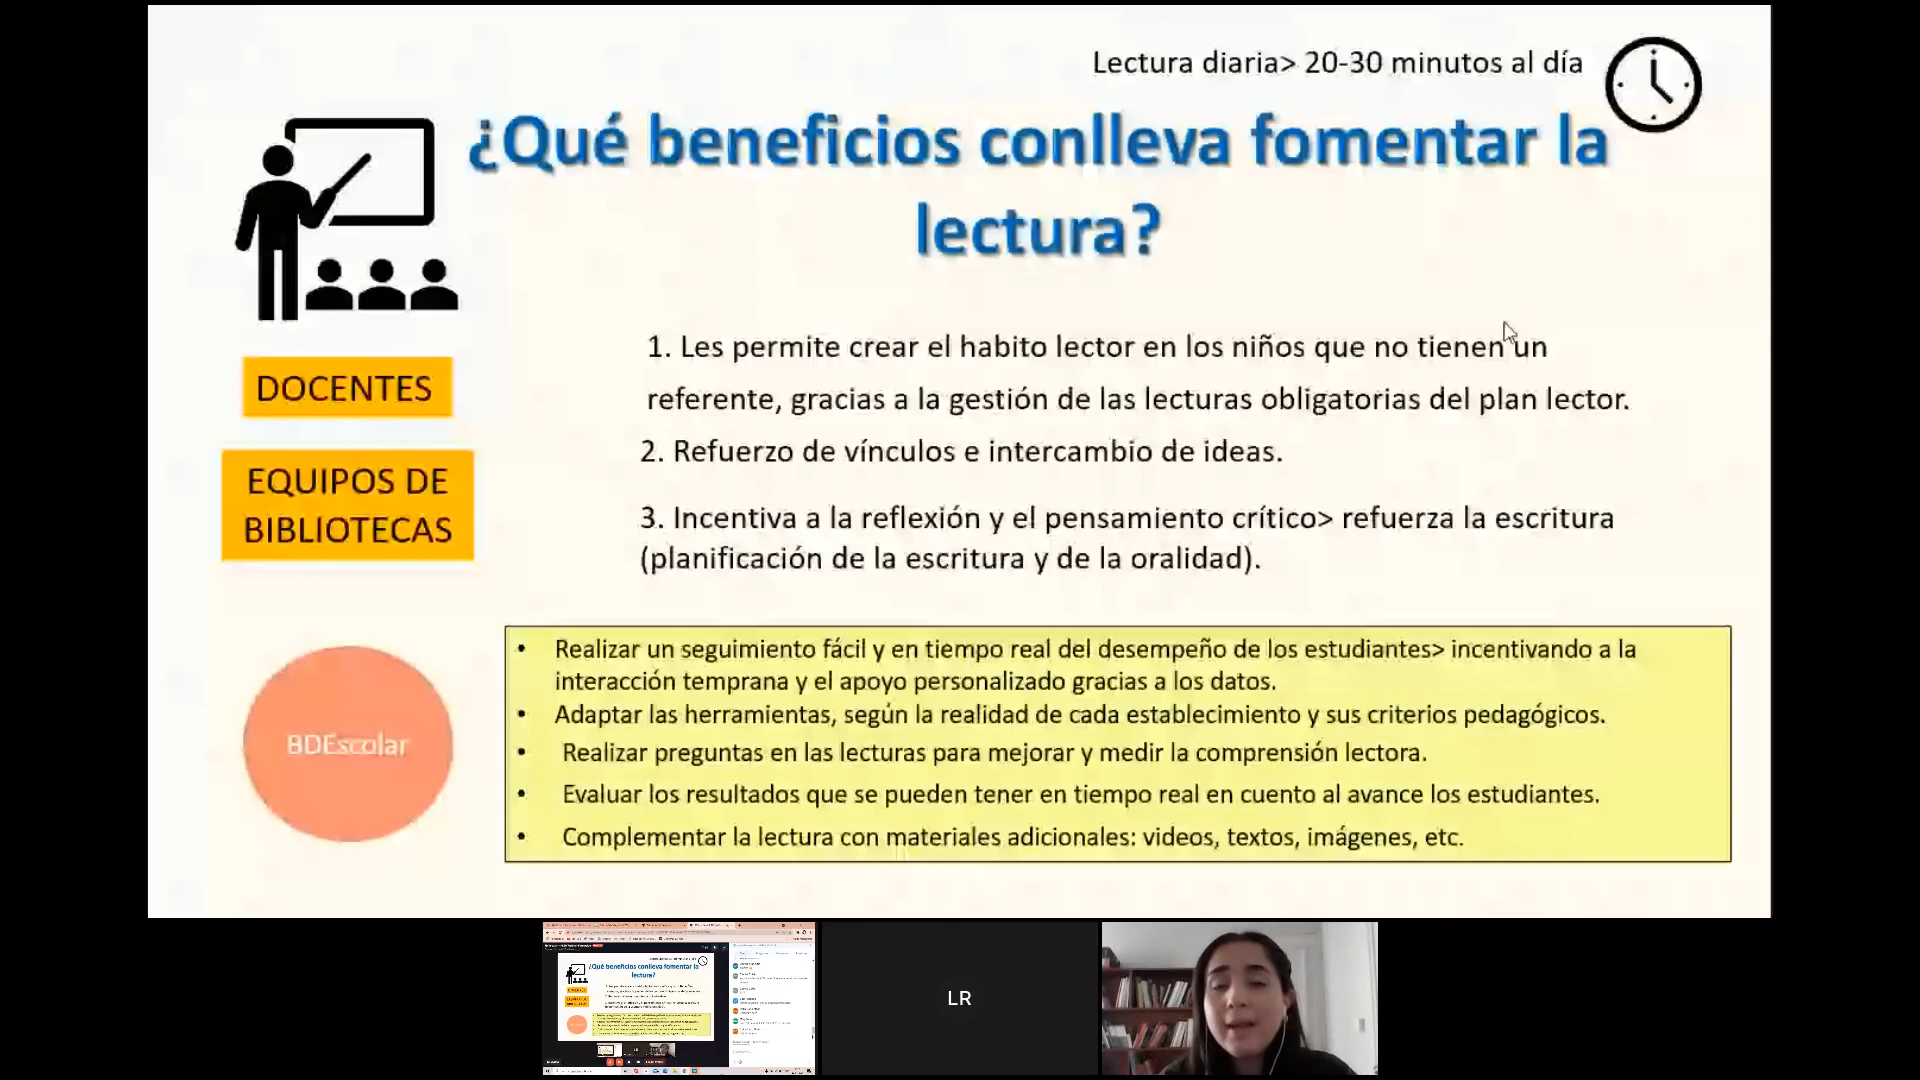 Lectura diaria> 20-30 minutos al día
¿Qué beneficios conlleva fomentar la
lectura?
1. Les permite crear el habito lector en los niños que no tienen un
referente, gracias a la gestión de las lecturas obligatorias del plan lector.
2. Refuerzo de vínculos e intercambio de ideas.
3. Incentiva a la reflexión y el pensamiento crítico> refuerza la escritura
(planificación de la escritura y de la oralidad).
DOCENTES
EQUIPOS DE
BIBLIOTECAS
BDEscolar
• Realizar un seguimiento fácil y en tiempo real del desempeño de los estudiantes> incentivando a la
interacción temprana y el apoyo personalizado gracias a los datos.
• Adaptar las herramientas, según la realidad de cada establecimiento y sus criterios pedagógicos.
• Realizar preguntas en las lecturas para mejorar y medir la comprensión lectora.
• Evaluar los resultados que se pueden tener en tiempo real en cuento al avance los estudiantes.
• Complementar la lectura con materiales adicionales: videos, textos, imágenes, etc.
¿Qué beneficios conlleva fomentar la
lectura?
LR